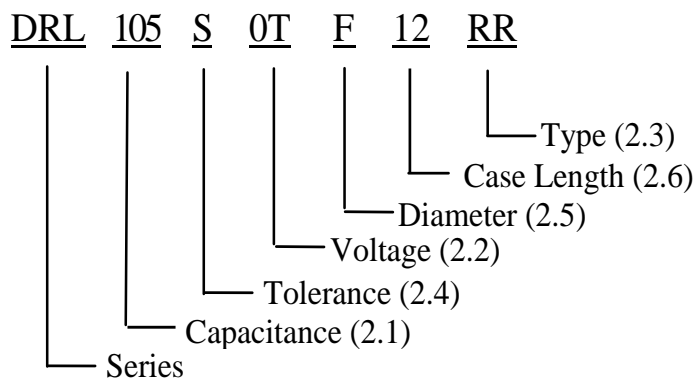 DRL 105 S 0T F 12 RR
Type (2.3)
Case Length (2.6)
Diameter (2.5)
Voltage (2.2)
Tolerance (2.4)
Capacitance (2.1)
Series